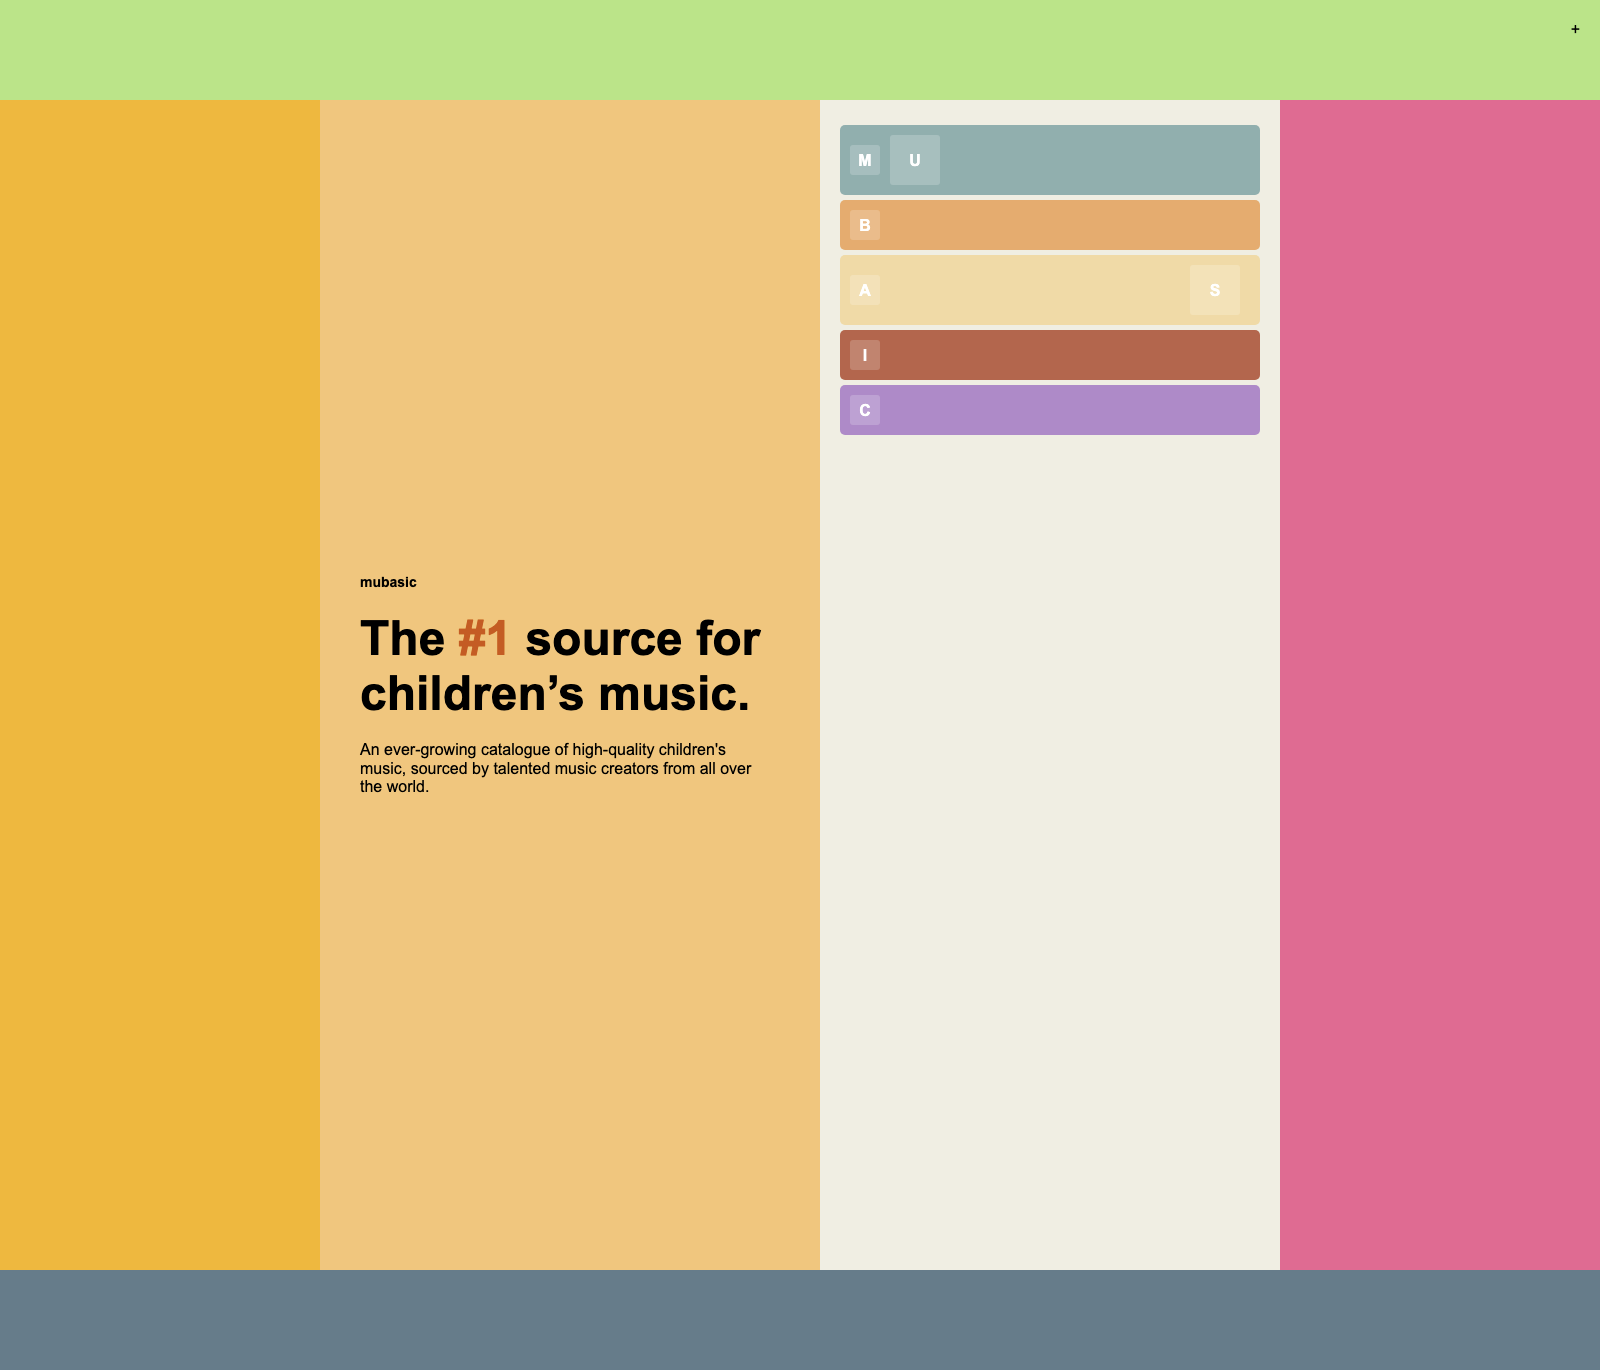 +
mubasic
The #1 source for
children’s music.
An ever-growing catalogue of high-quality children's
music, sourced by talented music creators from all over
the world.
M U
B
A S
I
C